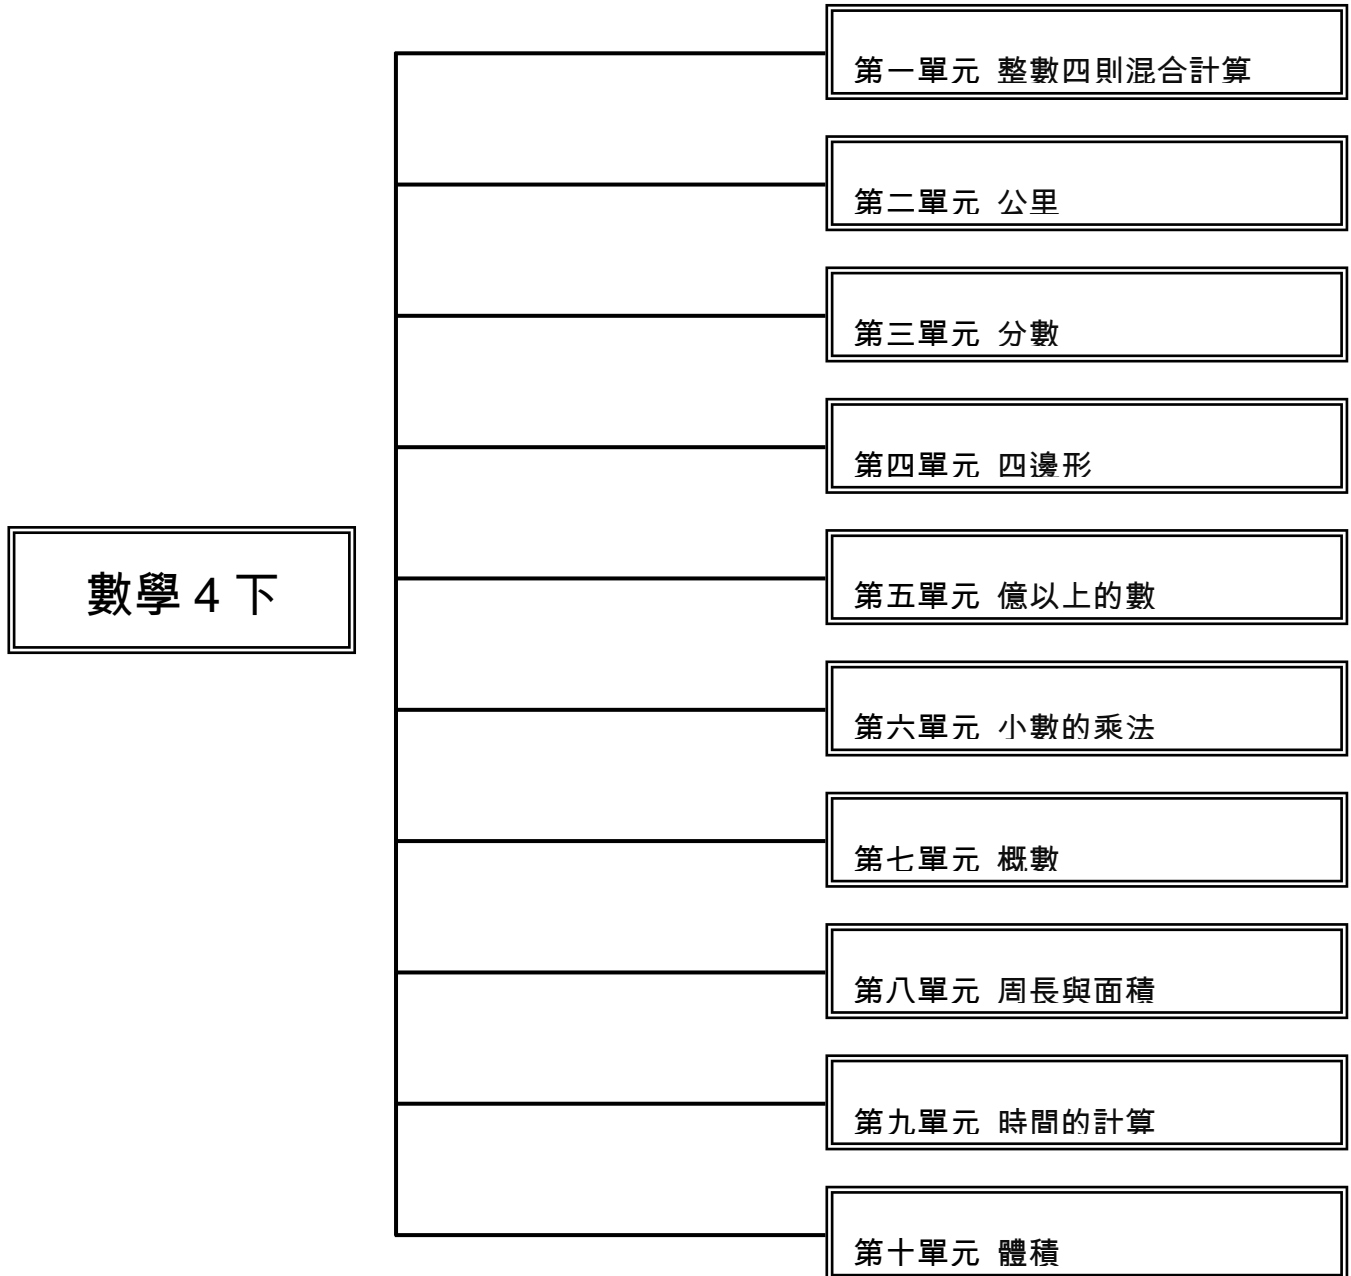 第一單元 整數四則混合計算
第二單元 公里
第三單元 分數
第四單元 四邊形
數學 4 下
第五單元 億以上的數
第六單元 小數的乘法
第七單元 概數
第八單元 周長與面積
第九單元 時間的計算
第十單元 體積